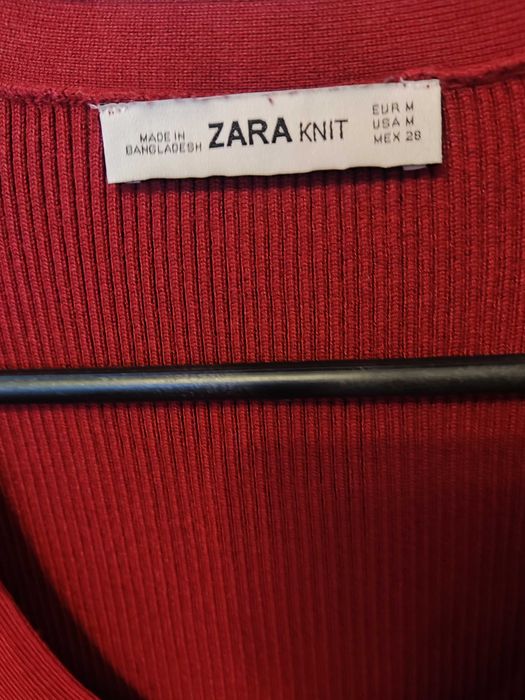 MADE IN
BANGLADESH
ZARA KNIT
EUR M
USA M
MEX 28